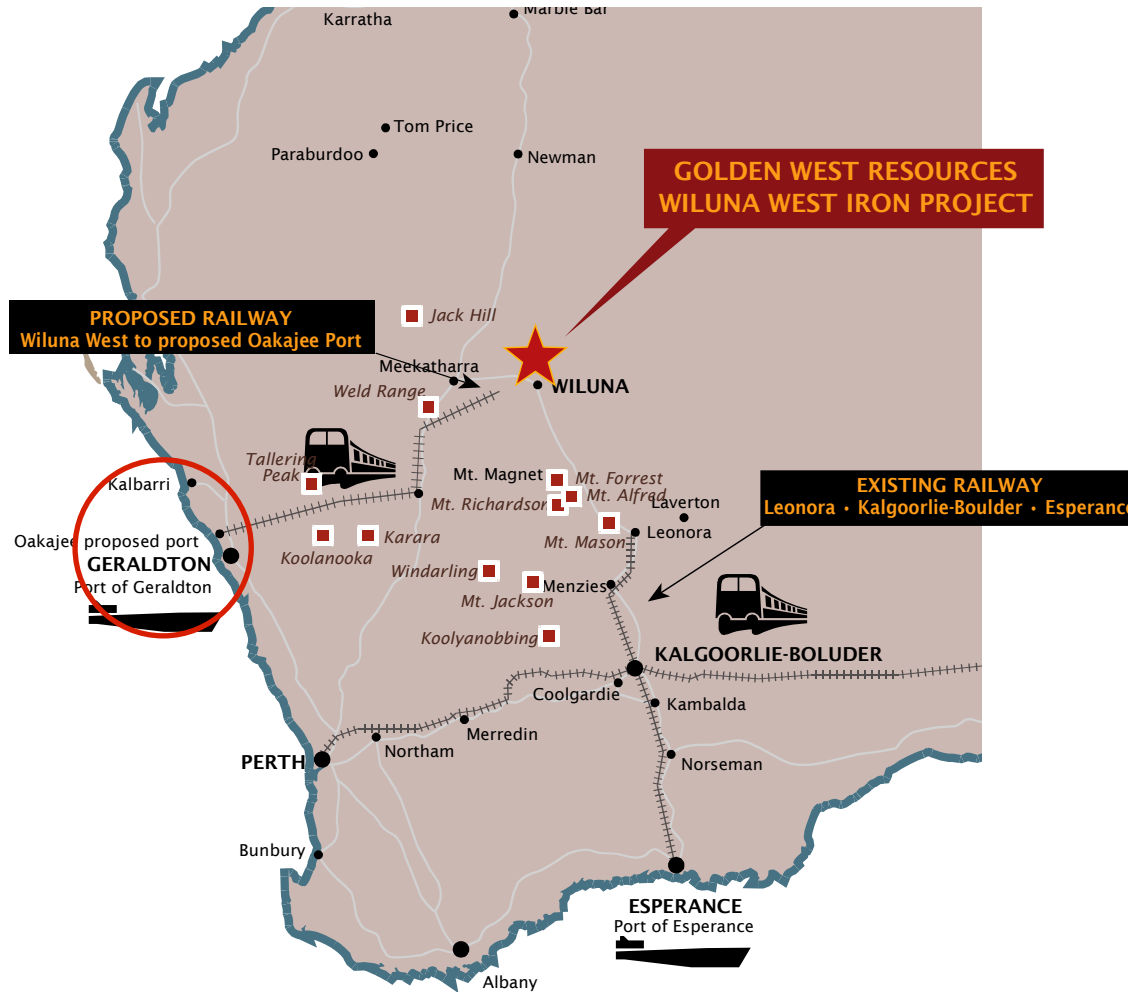 Karratha
Marble Bar
Tom Price
Paraburdoo
Newman
GOLDEN WEST RESOURCES
WILUNA WEST IRON PROJECT
PROPOSED RAILWAY
Wiluna West to proposed Oakajee Port
Jack Hill
Meekatharra
WILUNA
Weld Range
Tallering
Peak
Kalbarri
Mt. Magnet
Mt. Forrest
Mt. Alfred
Mt. Richardson
Laverton
EXISTING RAILWAY
Leonora • Kalgoorlie-Boulder • Esperance
Leonora
Mt. Mason
Oakajee proposed port
GERALDTON
Port of Geraldton
Koolanooka
Karara
Windarling
Mt. Jackson
Menzies
Koolyanobbing
KALGOORLIE-BOLUDER
Coolgardie
Kambalda
Merredin
Northam
PERTH
Norseman
Bunbury
ESPERANCE
Port of Esperance
Albany